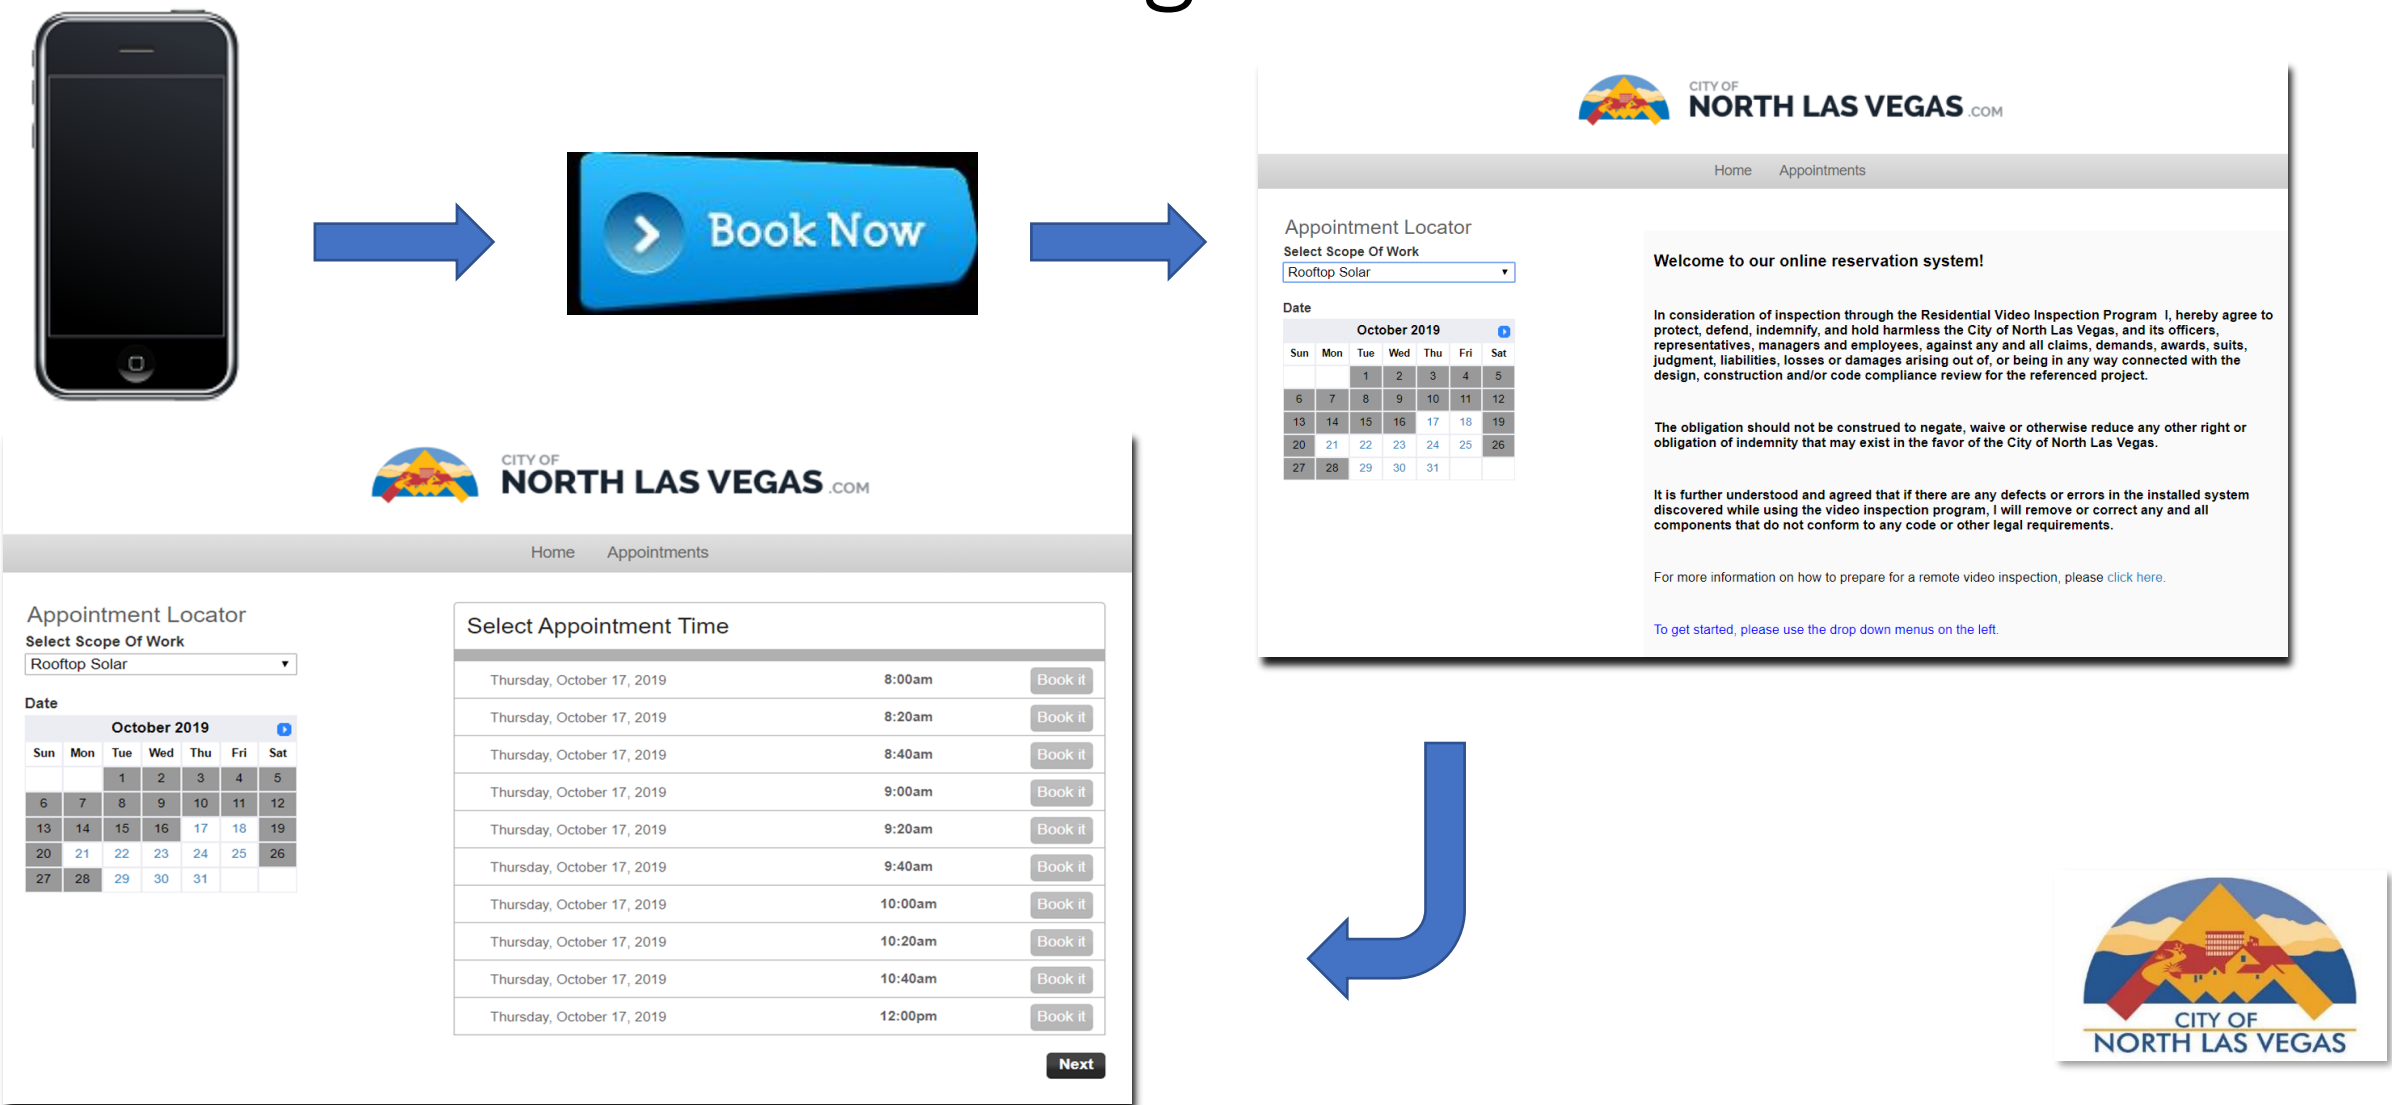 Book Now
CITY OF
NORTH LAS VEGAS .COM
Home Appointments
Appointment Locator
Select Scope Of Work
Rooftop Solar
Date
October 2019
Sun Mon Tue Wed Thu Fri Sat
1 2 3 4 5
6 7 8 9 10 11 12
13 14 15 16 17 18 19
20 21 22 23 24 25 26
27 28 29 30 31
Welcome to our online reservation system!
In consideration of inspection through the Residential Video Inspection Program I, hereby agree to
protect, defend, indemnify, and hold harmless the City of North Las Vegas, and its officers,
representatives, managers and employees, against any and all claims, demands, awards, suits,
judgment, liabilities, losses or damages arising out of, or being in any way connected with the
design, construction and/or code compliance review for the referenced project.
The obligation should not be construed to negate, waive or otherwise reduce any other right or
obligation of indemnity that may exist in the favor of the City of North Las Vegas.
It is further understood and agreed that if there are any defects or errors in the installed system
discovered while using the video inspection program, I will remove or correct any and all
components that do not conform to any code or other legal requirements.
For more information on how to prepare for a remote video inspection, please click here.
To get started, please use the drop down menus on the left.
CITY OF
NORTH LAS VEGAS .COM
Home Appointments
Appointment Locator
Select Scope Of Work
Rooftop Solar
Date
October 2019
Sun Mon Tue Wed Thu Fri Sat
1 2 3 4 5
6 7 8 9 10 11 12
13 14 15 16 17 18 19
20 21 22 23 24 25 26
27 28 29 30 31
Select Appointment Time
Thursday, October 17, 2019 8:00am Book it
Thursday, October 17, 2019 8:20am Book it
Thursday, October 17, 2019 8:40am Book it
Thursday, October 17, 2019 9:00am Book it
Thursday, October 17, 2019 9:20am Book it
Thursday, October 17, 2019 9:40am Book it
Thursday, October 17, 2019 10:00am Book it
Thursday, October 17, 2019 10:20am Book it
Thursday, October 17, 2019 10:40am Book it
Thursday, October 17, 2019 12:00pm Book it
Next
CITY OF
NORTH LAS VEGAS